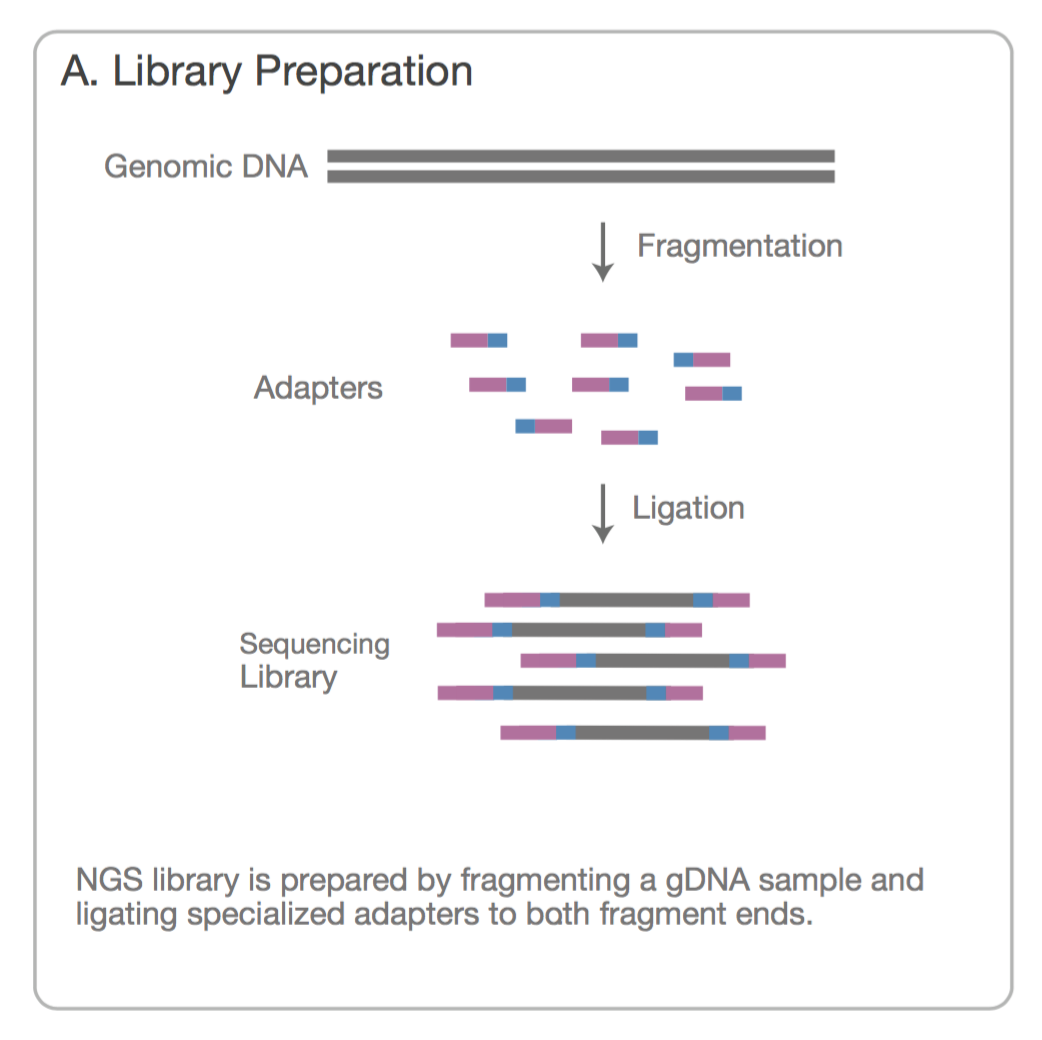 A. Library Preparation
Genomic DNA
Fragmentation
Adapters
Ligation
Sequencing
Library
NGS library is prepared by fragmenting a gDNA sample and
ligating specialized adapters to both fragment ends.